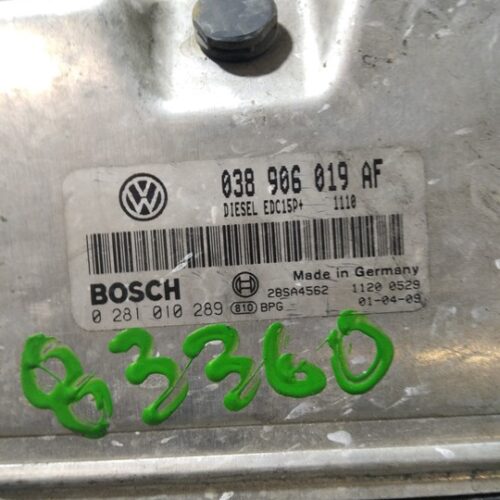 038 906 019 AF
DIESEL EDC15P+ 1110
BOSCH
Made in Germany
28SA4562 1120 0529
0 281 010 289 810 BPG 01-04-09
83360